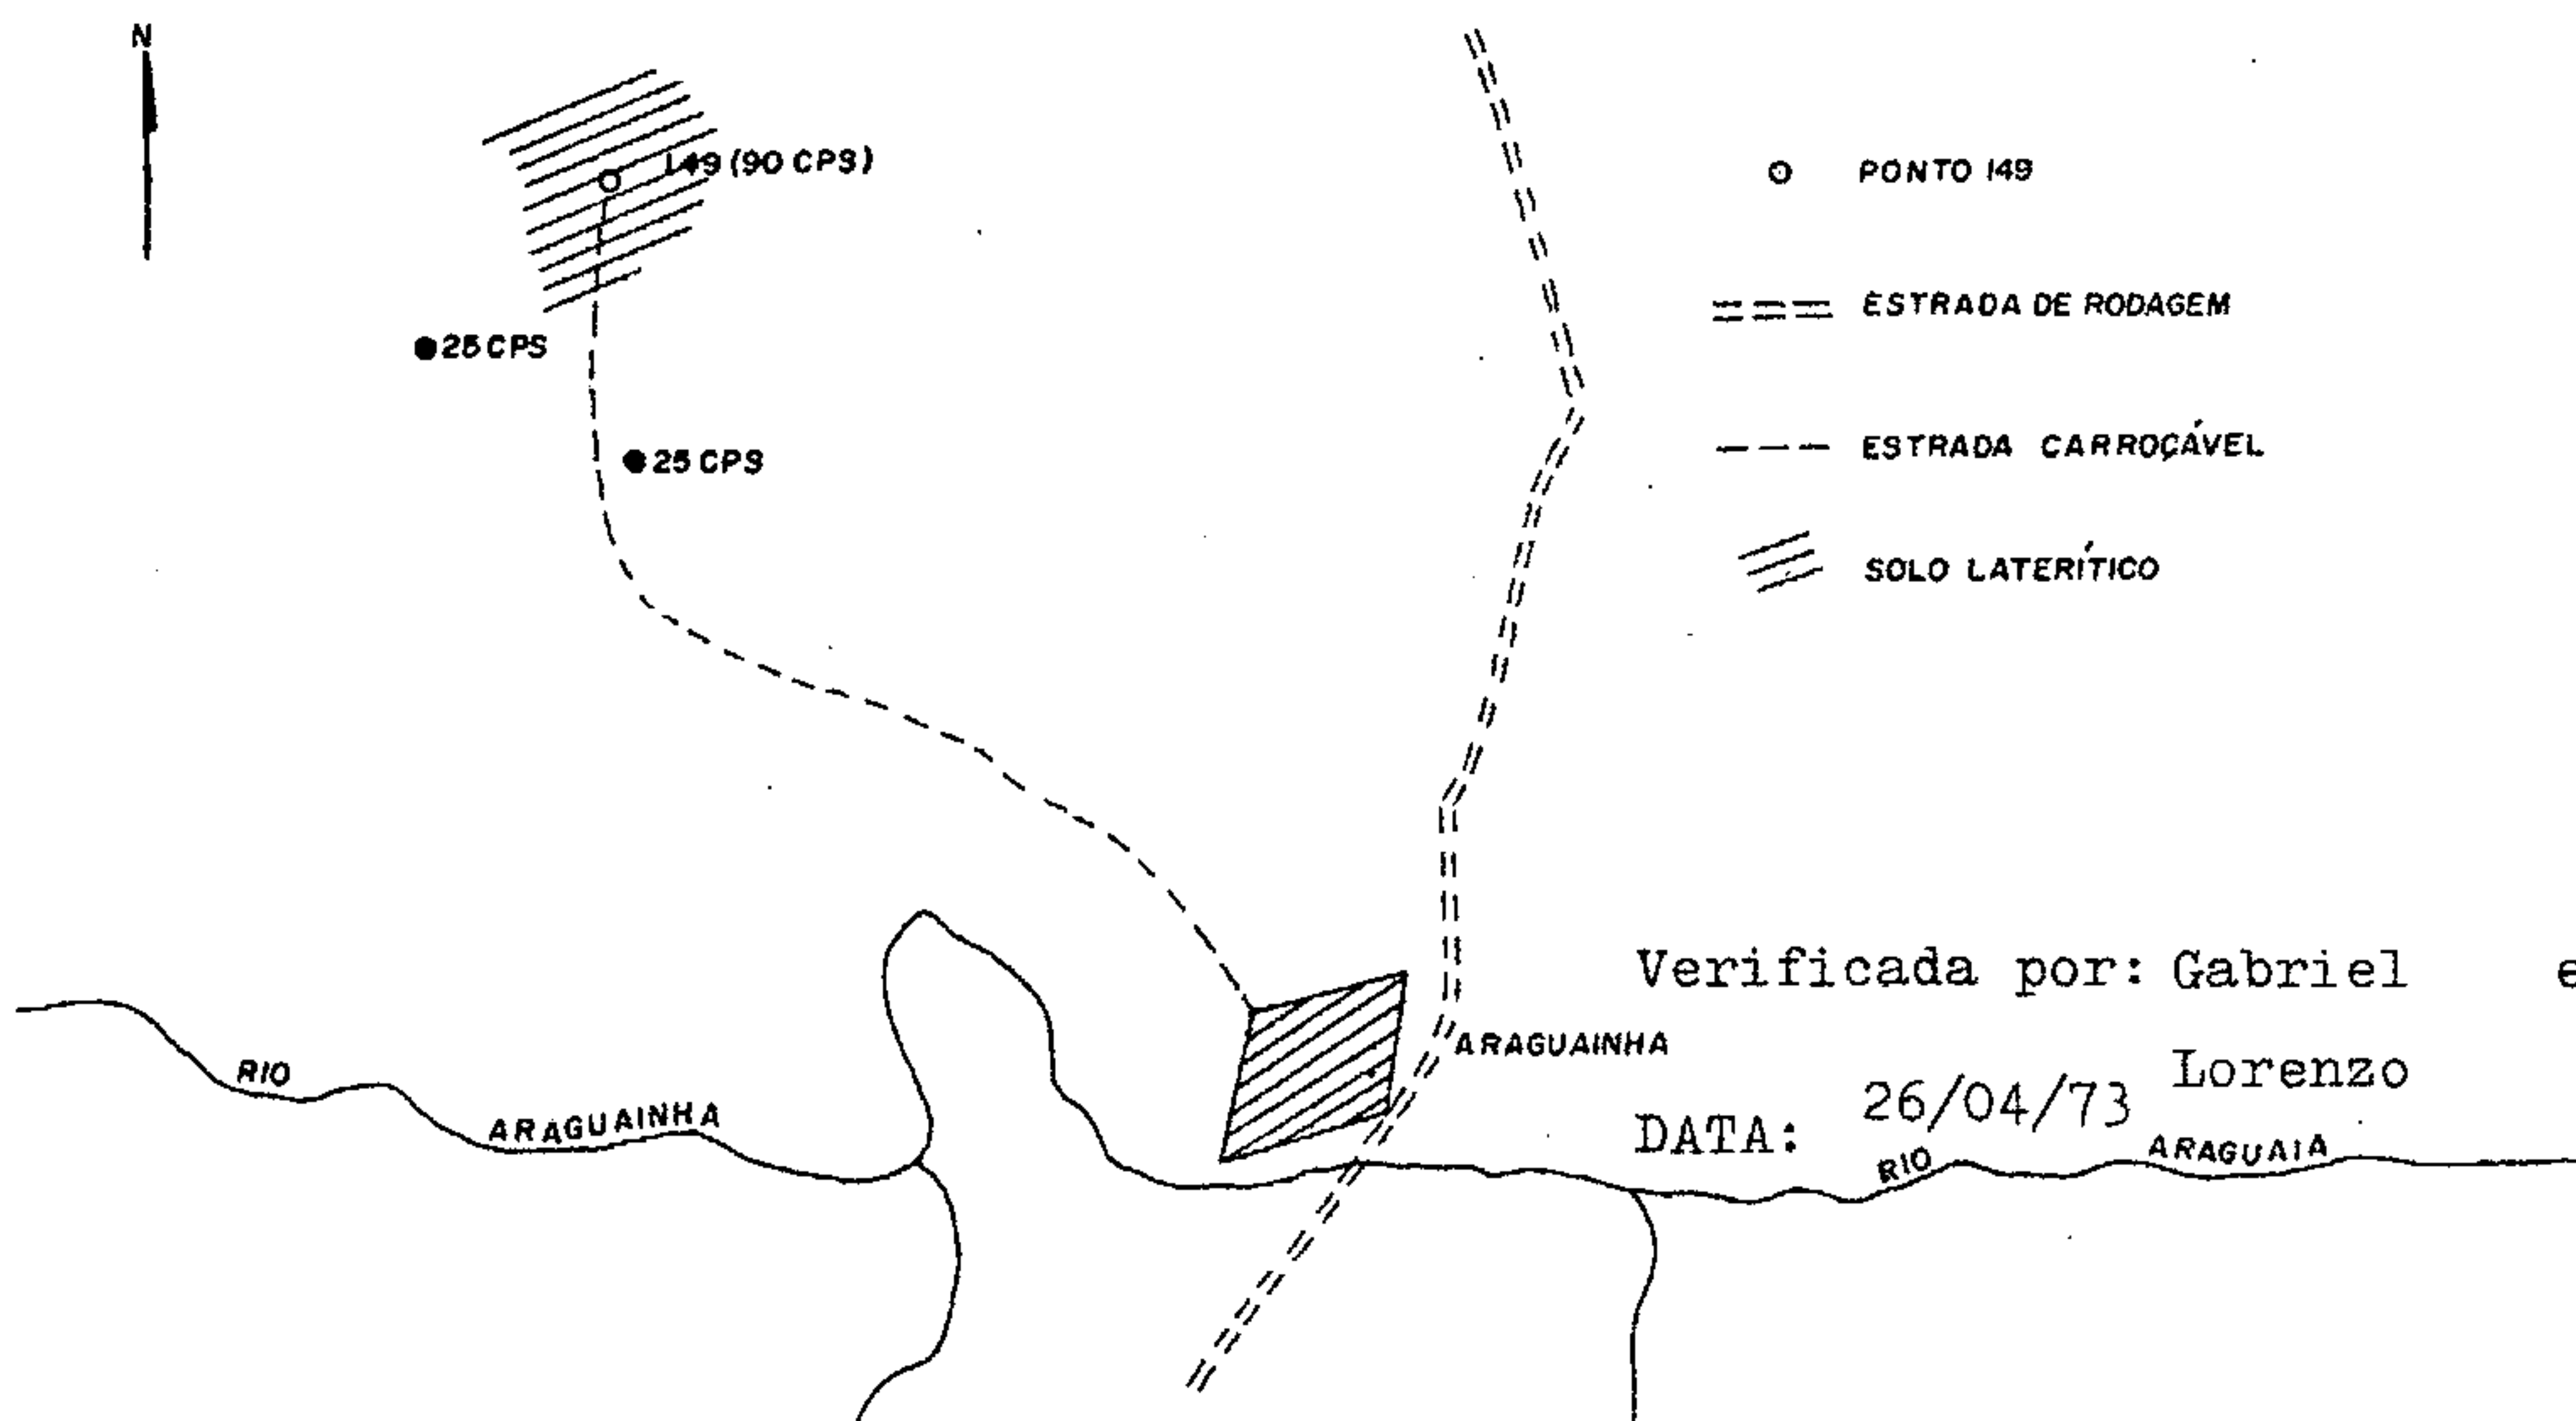 N
149 (90 CPS)
25 CPS
25 CPS
PONTO 149
ESTRADA DE RODAGEM
ESTRADA CARROÇÁVEL
SOLO LATERÍTICO
ARAGUAINHA
RIO ARAGUAINHA
Verificada por: Gabriel e
Lorenzo
DATA: 26/04/73
RIO ARAGUAIA